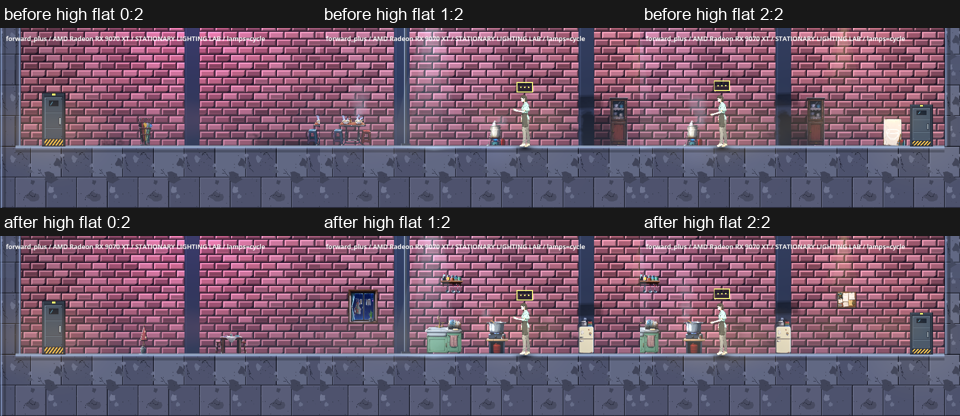 before high flat 0:2
before high flat 1:2
before high flat 2:2
forward_plus / AMD Radeon RX 9070 XT / STATIONARY LIGHTING LAB / lamps=cycle
forward_plus / AMD Radeon RX 9070 XT / STATIONARY LIGHTING LAB / lamps=cycle
forward_plus / AMD Radeon RX 9070 XT / STATIONARY LIGHTING LAB / lamps=cycle
after high flat 0:2
after high flat 1:2
after high flat 2:2
forward_plus / AMD Radeon RX 9070 XT / STATIONARY LIGHTING LAB / lamps=cycle
forward_plus / AMD Radeon RX 9070 XT / STATIONARY LIGHTING LAB / lamps=cycle
forward_plus / AMD Radeon RX 9070 XT / STATIONARY LIGHTING LAB / lamps=cycle